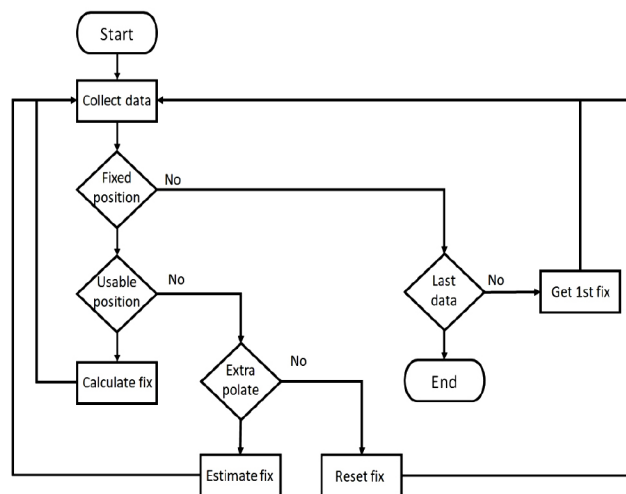 Start
Collect data
Fixed
position
No
Usable
position
No
Last
data
No
Get 1st fix
Calculate fix
Extra
polate
No
End
Estimate fix
Reset fix